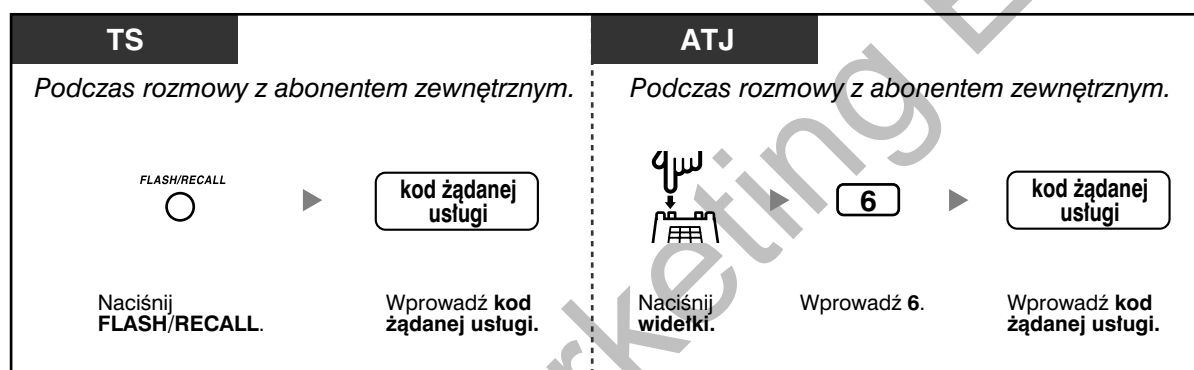 TS
Podczas rozmowy z abonentem zewnętrznym.
FLASH/RECALL
kod żądanej
usługi
Naciśnij
FLASH/RECALL.
Wprowadź kod
żądanej usługi.
ATJ
Podczas rozmowy z abonentem zewnętrznym.
6
kod żądanej
usługi
Naciśnij
widełki.
Wprowadź 6.
Wprowadź kod
żądanej usługi.
rketing E